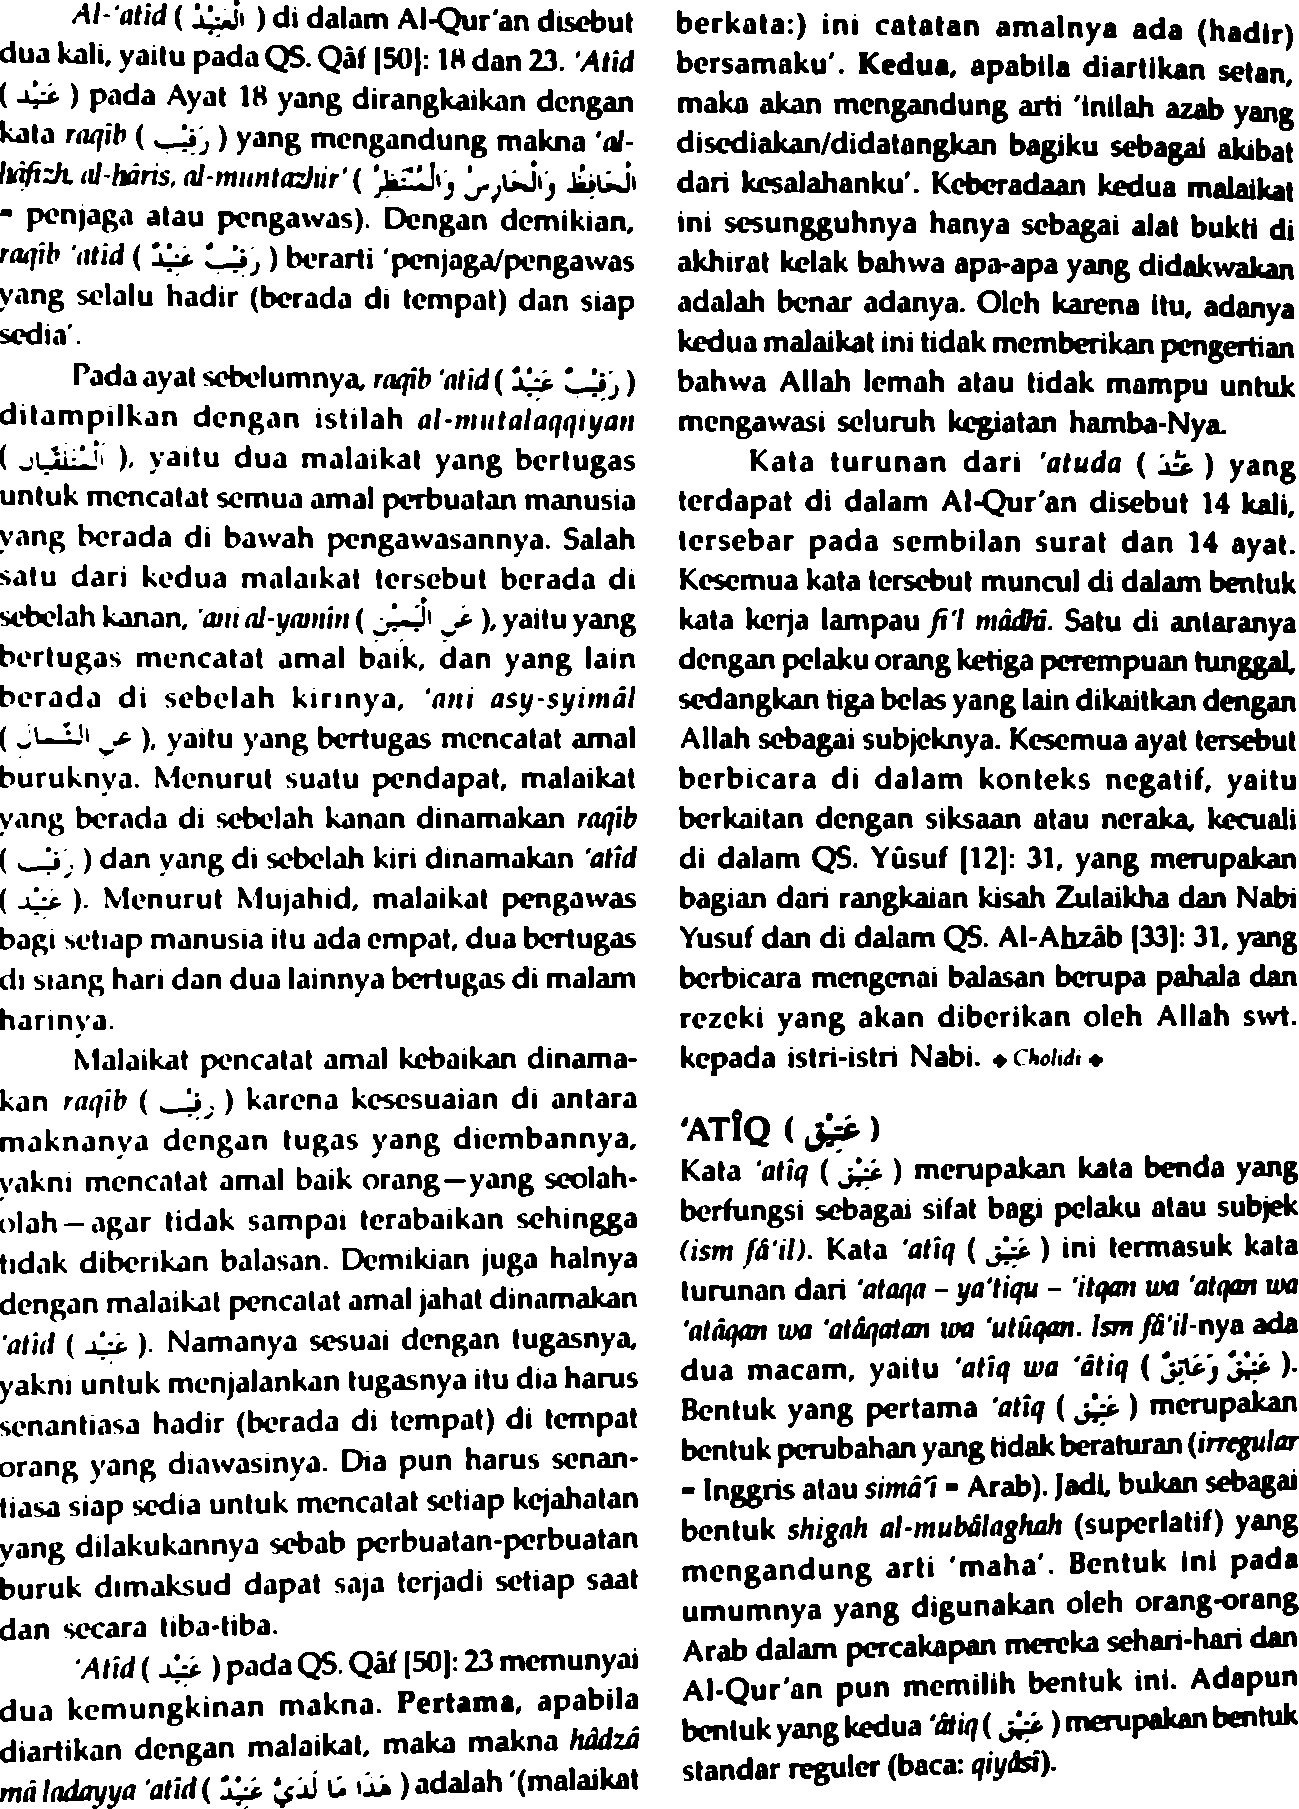 Al-'atîd ( الْعَتِيْدُ ) di dalam Al-Qur'an disebut
dua kali, yaitu pada QS. Qâf [50]: 18 dan 23. 'Atîd
( عَتِيْد ) pada Ayat 18 yang dirangkaikan dengan
kata raqîb ( رَقِيْب ) yang mengandung makna 'al-
hâfizh, al-hâris, al-muntazhir' ( الْحَافِظُ وَالْحَارِسُ وَالْمُنْتَظِرُ
= penjaga atau pengawas). Dengan demikian,
raqîb 'atîd ( رَقِيْبٌ عَتِيْدٌ ) berarti 'penjaga/pengawas
yang selalu hadir (berada di tempat) dan siap
sedia'.
Pada ayat sebelumnya, raqîb 'atîd ( رَقِيْبٌ عَتِيْدٌ )
ditampilkan dengan istilah al-mutalaqqiyan
( الْمُتَلَقِّيَانِ ), yaitu dua malaikat yang bertugas
untuk mencatat semua amal perbuatan manusia
yang berada di bawah pengawasannya. Salah
satu dari kedua malaikat tersebut berada di
sebelah kanan, 'ani al-yamîn ( عَنِ الْيَمِيْنِ ), yaitu yang
bertugas mencatat amal baik, dan yang lain
berada di sebelah kirinya, 'ani asy-syimâl
( عَنِ الشِّمَالِ ), yaitu yang bertugas mencatat amal
buruknya. Menurut suatu pendapat, malaikat
yang berada di sebelah kanan dinamakan raqîb
( رَقِيْب ) dan yang di sebelah kiri dinamakan 'atîd
( عَتِيْد ). Menurut Mujahid, malaikat pengawas
bagi setiap manusia itu ada empat, dua bertugas
di siang hari dan dua lainnya bertugas di malam
harinya.
Malaikat pencatat amal kebaikan dinama-
kan raqîb ( رَقِيْب ) karena kesesuaian di antara
maknanya dengan tugas yang diembannya,
yakni mencatat amal baik orang—yang seolah-
olah—agar tidak sampai terabaikan sehingga
tidak diberikan balasan. Demikian juga halnya
dengan malaikat pencatat amal jahat dinamakan
'atîd ( عَتِيْد ). Namanya sesuai dengan tugasnya,
yakni untuk menjalankan tugasnya itu dia harus
senantiasa hadir (berada di tempat) di tempat
orang yang diawasinya. Dia pun harus senan-
tiasa siap sedia untuk mencatat setiap kejahatan
yang dilakukannya sebab perbuatan-perbuatan
buruk dimaksud dapat saja terjadi setiap saat
dan secara tiba-tiba.
'Atîd ( عَتِيْد ) pada QS. Qâf [50]: 23 memunyai
dua kemungkinan makna. Pertama, apabila
diartikan dengan malaikat, maka makna hâdzâ
mâ ladayya 'atîd ( هَذَا مَا لَدَيَّ عَتِيْدٌ ) adalah '(malaikat
berkata:) ini catatan amalnya ada (hadir)
bersamaku'. Kedua, apabila diartikan setan,
maka akan mengandung arti 'inilah azab yang
disediakan/didatangkan bagiku sebagai akibat
dari kesalahanku'. Keberadaan kedua malaikat
ini sesungguhnya hanya sebagai alat bukti di
akhirat kelak bahwa apa-apa yang didakwakan
adalah benar adanya. Oleh karena itu, adanya
kedua malaikat ini tidak memberikan pengertian
bahwa Allah lemah atau tidak mampu untuk
mengawasi seluruh kegiatan hamba-Nya.
Kata turunan dari 'atuda ( عَتُدَ ) yang
terdapat di dalam Al-Qur'an disebut 14 kali,
tersebar pada sembilan surat dan 14 ayat.
Kesemua kata tersebut muncul di dalam bentuk
kata kerja lampau fi'l mâdhî. Satu di antaranya
dengan pelaku orang ketiga perempuan tunggal,
sedangkan tiga belas yang lain dikaitkan dengan
Allah sebagai subjeknya. Kesemua ayat tersebut
berbicara di dalam konteks negatif, yaitu
berkaitan dengan siksaan atau neraka, kecuali
di dalam QS. Yûsuf [12]: 31, yang merupakan
bagian dari rangkaian kisah Zulaikha dan Nabi
Yusuf dan di dalam QS. Al-Ahzâb [33]: 31, yang
berbicara mengenai balasan berupa pahala dan
rezeki yang akan diberikan oleh Allah swt.
kepada istri-istri Nabi. ♦ Cholidi ♦
'ATÎQ ( عَتِيْق )
Kata 'atîq ( عَتِيْق ) merupakan kata benda yang
berfungsi sebagai sifat bagi pelaku atau subjek
(ism fâ'il). Kata 'atîq ( عَتِيْق ) ini termasuk kata
turunan dari 'ataqa – ya'tiqu – 'itqan wa 'atqan wa
'atâqan wa 'atâqatan wa 'utûqan. Ism fâ'il-nya ada
dua macam, yaitu 'atîq wa 'âtiq ( عَتِيْقٌ وَعَاتِقٌ ).
Bentuk yang pertama 'atîq ( عَتِيْق ) merupakan
bentuk perubahan yang tidak beraturan (irregular
= Inggris atau simâ'î = Arab). Jadi, bukan sebagai
bentuk shigah al-mubâlaghah (superlatif) yang
mengandung arti 'maha'. Bentuk ini pada
umumnya yang digunakan oleh orang-orang
Arab dalam percakapan mereka sehari-hari dan
Al-Qur'an pun memilih bentuk ini. Adapun
bentuk yang kedua 'âtiq ( عَتِيْق ) merupakan bentuk
standar reguler (baca: qiyâsî).